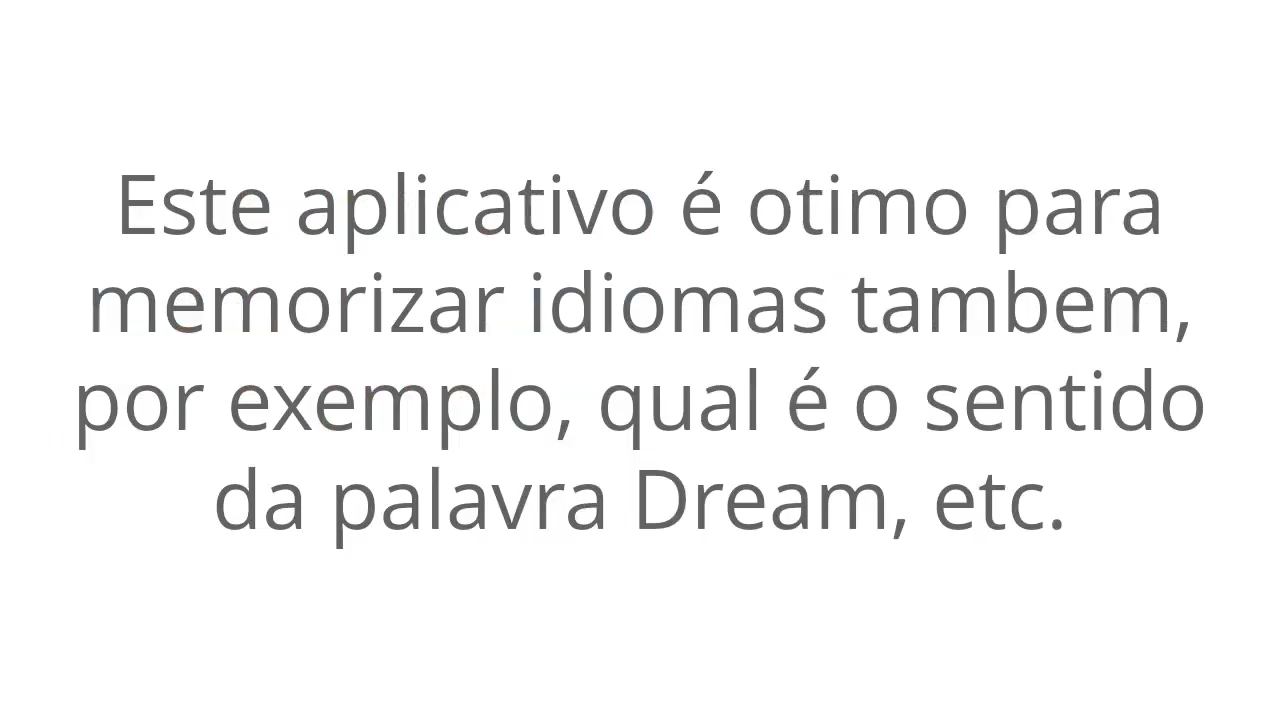 Este aplicativo é otimo para
memorizar idiomas tambem,
por exemplo, qual é o sentido
da palavra Dream, etc.